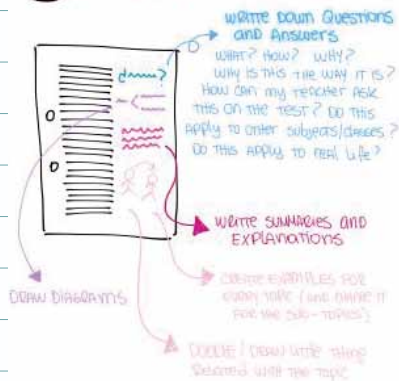 WRITE DOWN QUESTIONS
AND ANSWERS
WHAT? HOW? WHY?
WHY IS THIS THE WAY IT IS?
HOW CAN MY TEACHER ASK
THIS ON THE TEST? DO THIS
APPLY TO OTHER SUBJECTS/CLASSES?
DO THIS APPLY TO REAL LIFE?
WRITE SUMMARIES AND
EXPLANATIONS
DRAW DIAGRAMS
CREATE EXAMPLES FOR
EVERY TOPIC (AND MAKE IT
FOR THE SUB-TOPICS)
DOODLE / DRAW LITTLE THING
RELATED WITH THE TOPIC